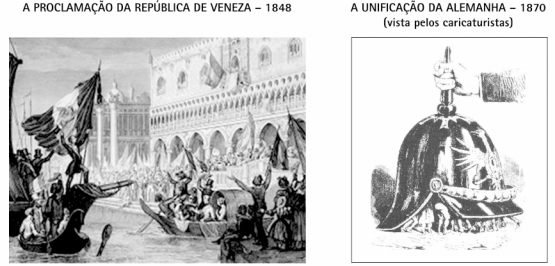 A PROCLAMAÇÃO DA REPÚBLICA DE VENEZA – 1848
A UNIFICAÇÃO DA ALEMANHA – 1870
(vista pelos caricaturistas)